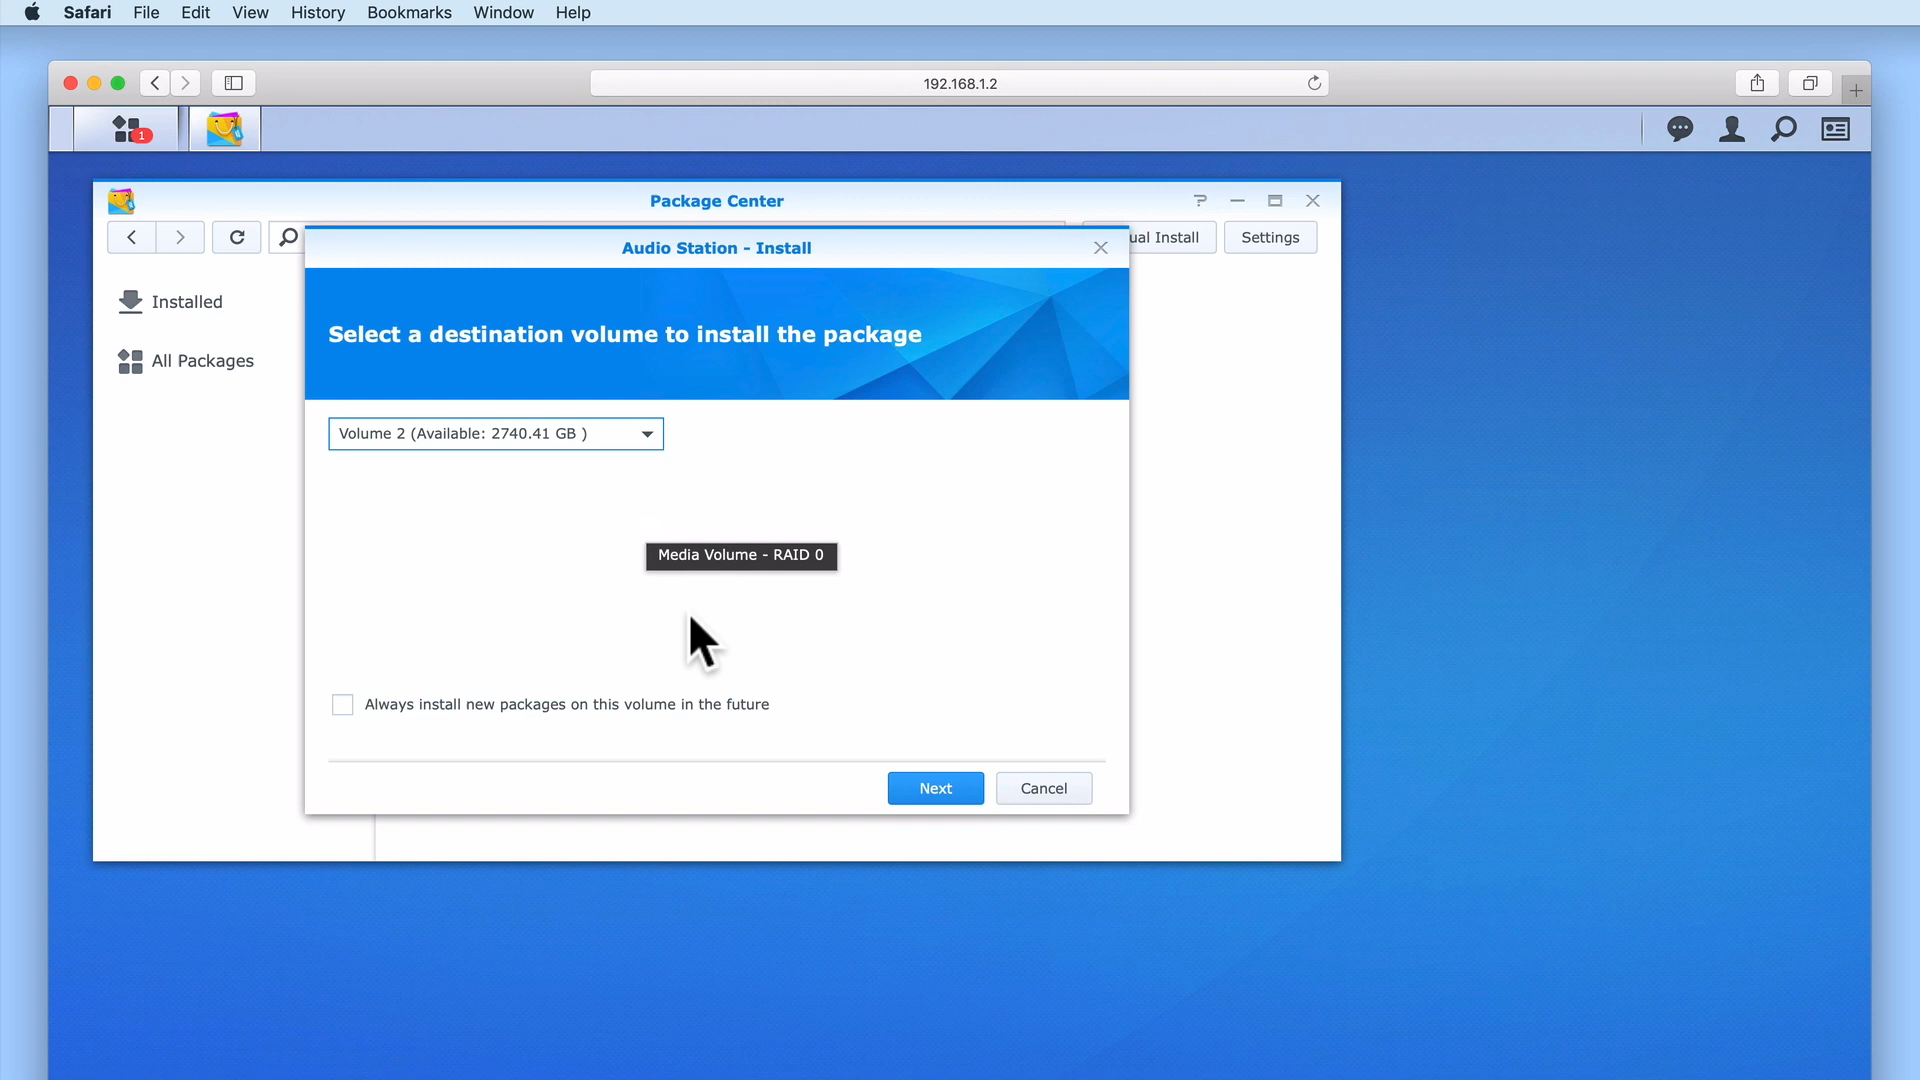 Safari File Edit View History Bookmarks Window Help
192.168.1.2
1
Package Center
ual Install Settings
Audio Station - Install
Installed
All Packages
Select a destination volume to install the package
Volume 2 (Available: 2740.41 GB )
Media Volume - RAID 0
Always install new packages on this volume in the future
Next Cancel